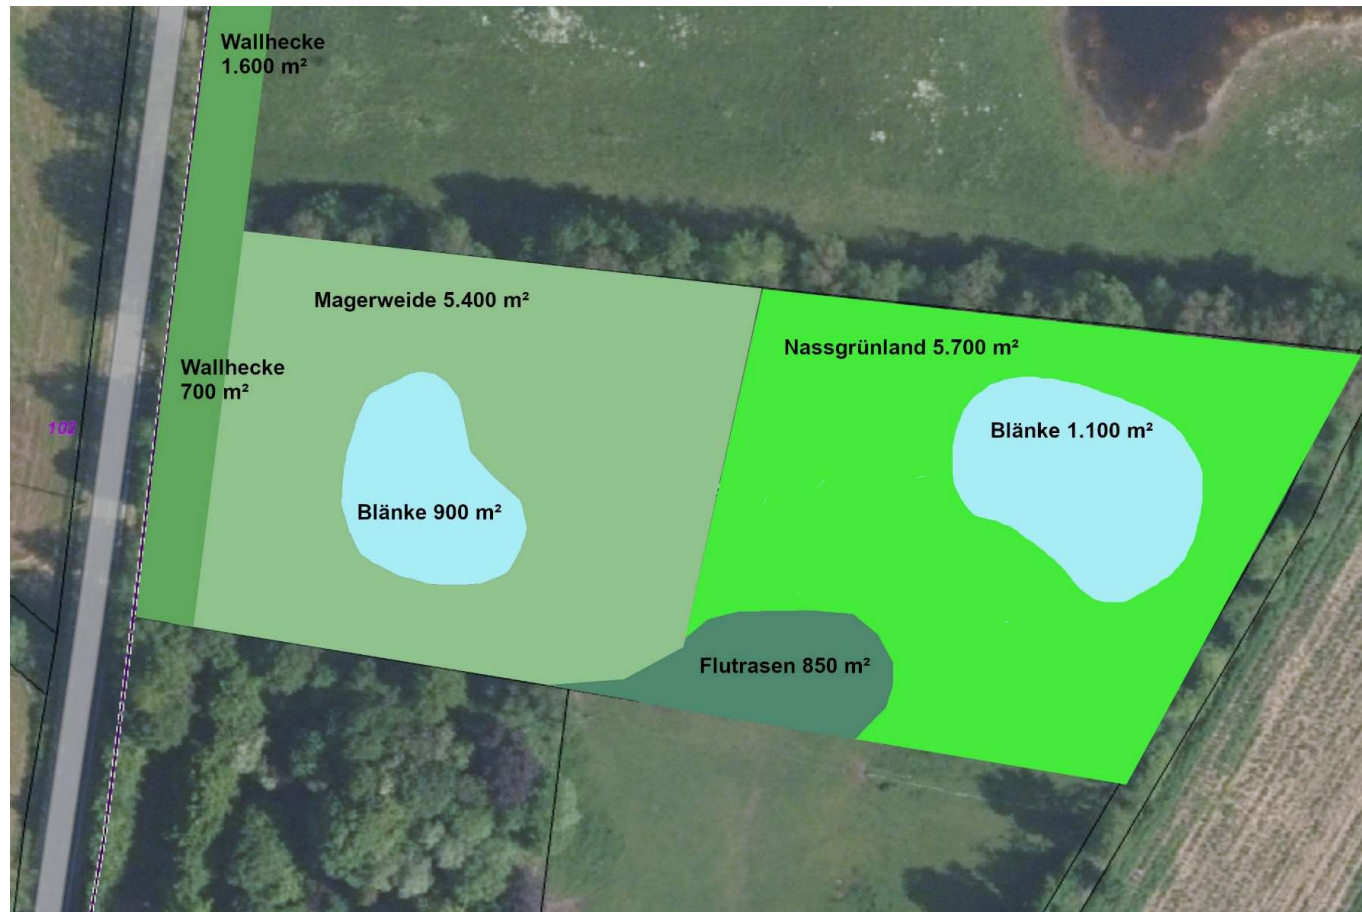 Wallhecke
1.600 m²
Magerweide 5.400 m²
Nassgrünland 5.700 m²
Wallhecke
700 m²
102
Blänke 1.100 m²
Blänke 900 m²
Flutrasen 850 m²